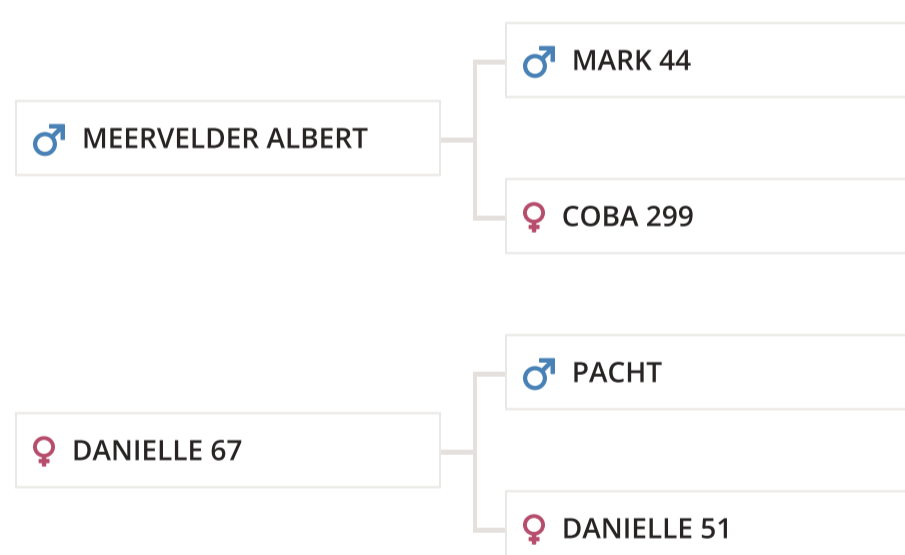 MARK 44
MEERVELDER ALBERT
COBA 299
PACHT
DANIELLE 67
DANIELLE 51